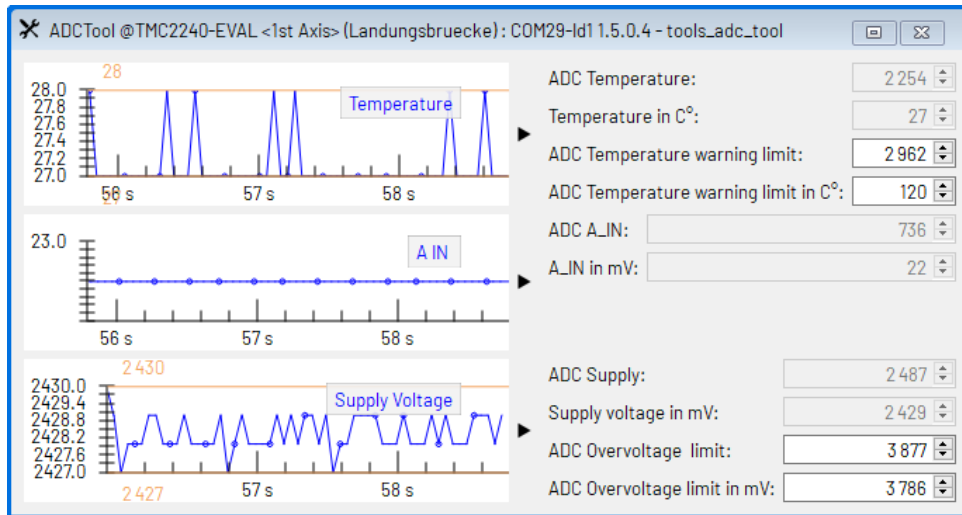 ADCTool @TMC2240-EVAL <1st Axis> (Landungsbruecke) : COM29-Id1 1.5.0.4 - tools_adc_tool
28
28.0
27.8
27.6
27.4
27.2
27.0
Temperature
56 s
57 s
58 s
27
ADC Temperature: 2 254
Temperature in C°: 27
ADC Temperature warning limit: 2 962
ADC Temperature warning limit in C°: 120
23.0
A IN
56 s
57 s
58 s
ADC A_IN: 736
A_IN in mV: 22
2 430
2430.0
2429.4
2428.8
2428.2
2427.6
2427.0
Supply Voltage
57 s
58 s
2 427
ADC Supply: 2 487
Supply voltage in mV: 2 429
ADC Overvoltage limit: 3 877
ADC Overvoltage limit in mV: 3 786